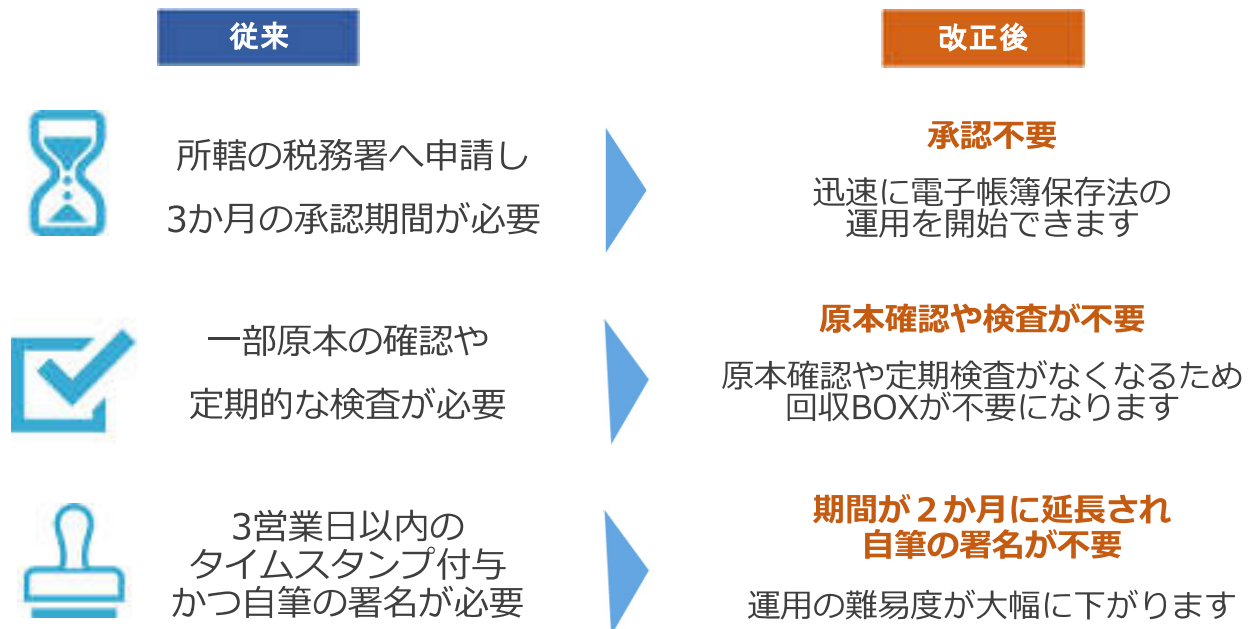 従来
改正後
所轄の税務署へ申請し
3か月の承認期間が必要
承認不要
迅速に電子帳簿保存法の
運用を開始できます
一部原本の確認や
定期的な検査が必要
原本確認や検査が不要
原本確認や定期検査がなくなるため
回収BOXが不要になります
3営業日以内の
タイムスタンプ付与
かつ自筆の署名が必要
期間が２か月に延長され
自筆の署名が不要
運用の難易度が大幅に下がります